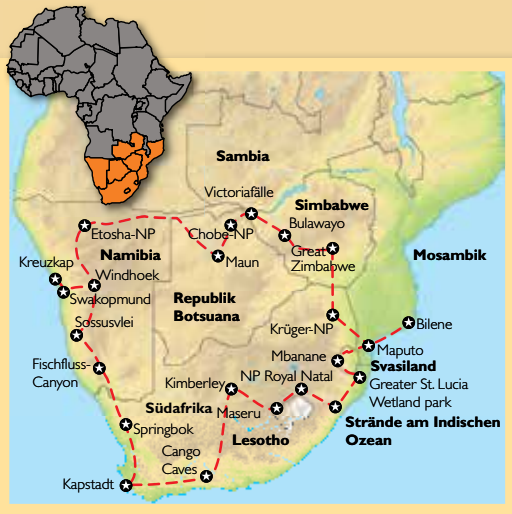 Sambia
Victoriafälle
Simbabwe
Etosha-NP
Chobe-NP
Bulawayo
Namibia
Maun
Great
Zimbabwe
Mosambik
Kreuzkap
Windhoek
Swakopmund
Republik
Botsuana
Sossusvlei
Krüger-NP
Bilene
Maputo
Mbanane
Fischfluss-
Canyon
Kimberley
NP Royal Natal
Svasiland
Greater St. Lucia
Wetland park
Südafrika
Maseru
Strände am Indischen
Ozean
Springbok
Lesotho
Cango
Caves
Kapstadt